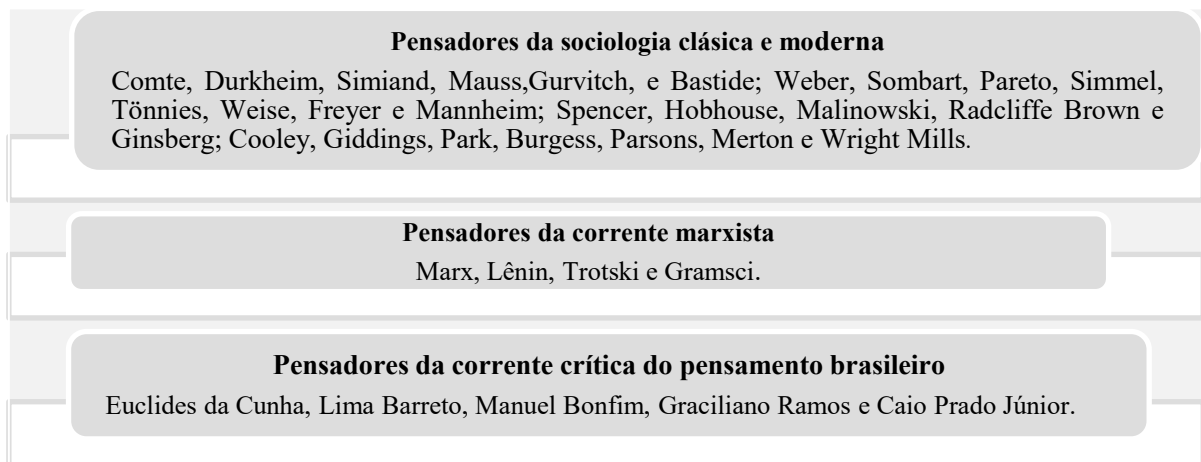 Pensadores da sociologia clásica e moderna
Comte, Durkheim, Simiand, Mauss,Gurvitch, e Bastide; Weber, Sombart, Pareto, Simmel,
Tönnies, Weise, Freyer e Mannheim; Spencer, Hobhouse, Malinowski, Radcliffe Brown e
Ginsberg; Cooley, Giddings, Park, Burgess, Parsons, Merton e Wright Mills.
Pensadores da corrente marxista
Marx, Lênin, Trotski e Gramsci.
Pensadores da corrente crítica do pensamento brasileiro
Euclides da Cunha, Lima Barreto, Manuel Bonfim, Graciliano Ramos e Caio Prado Júnior.